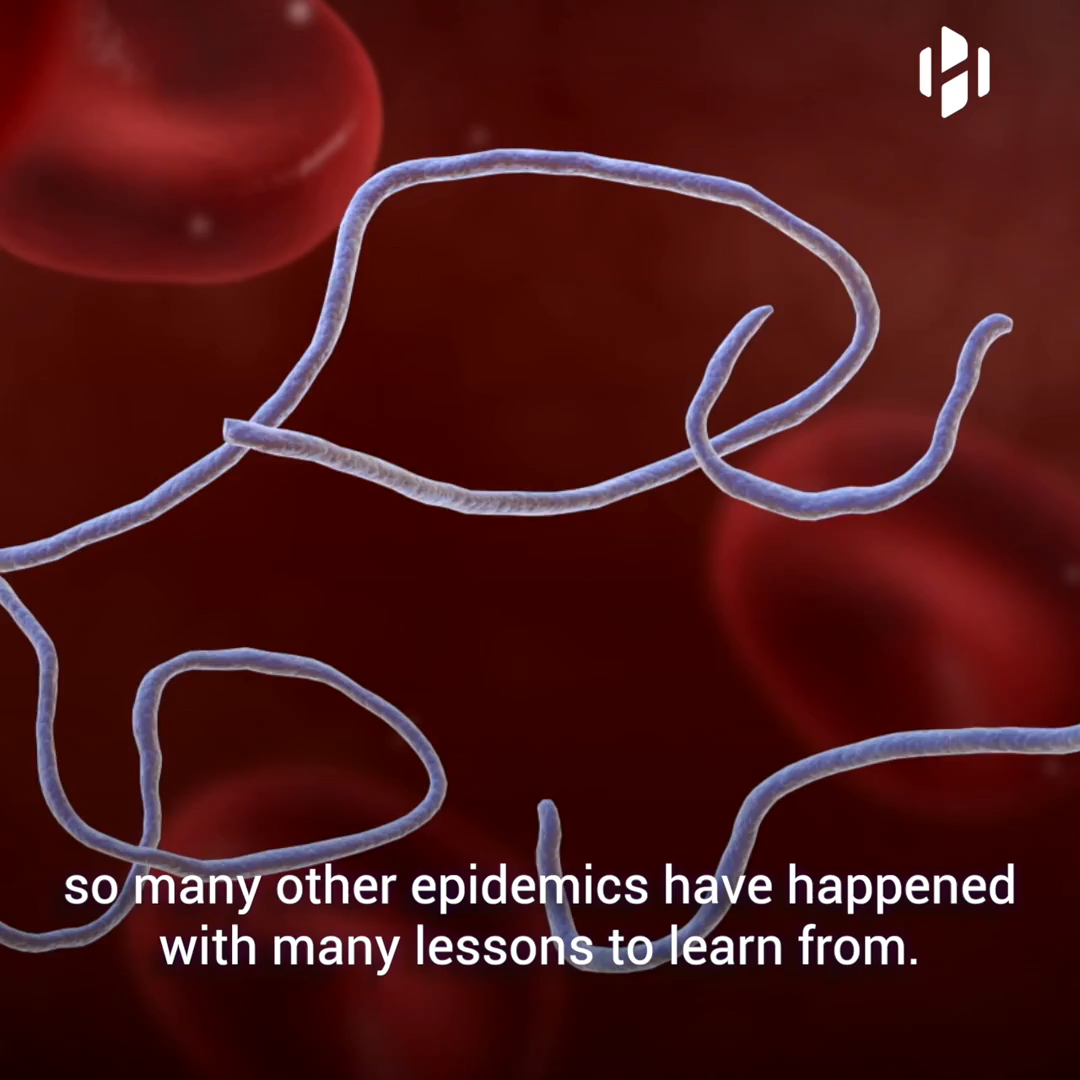 so many other epidemics have happened
with many lessons to learn from.